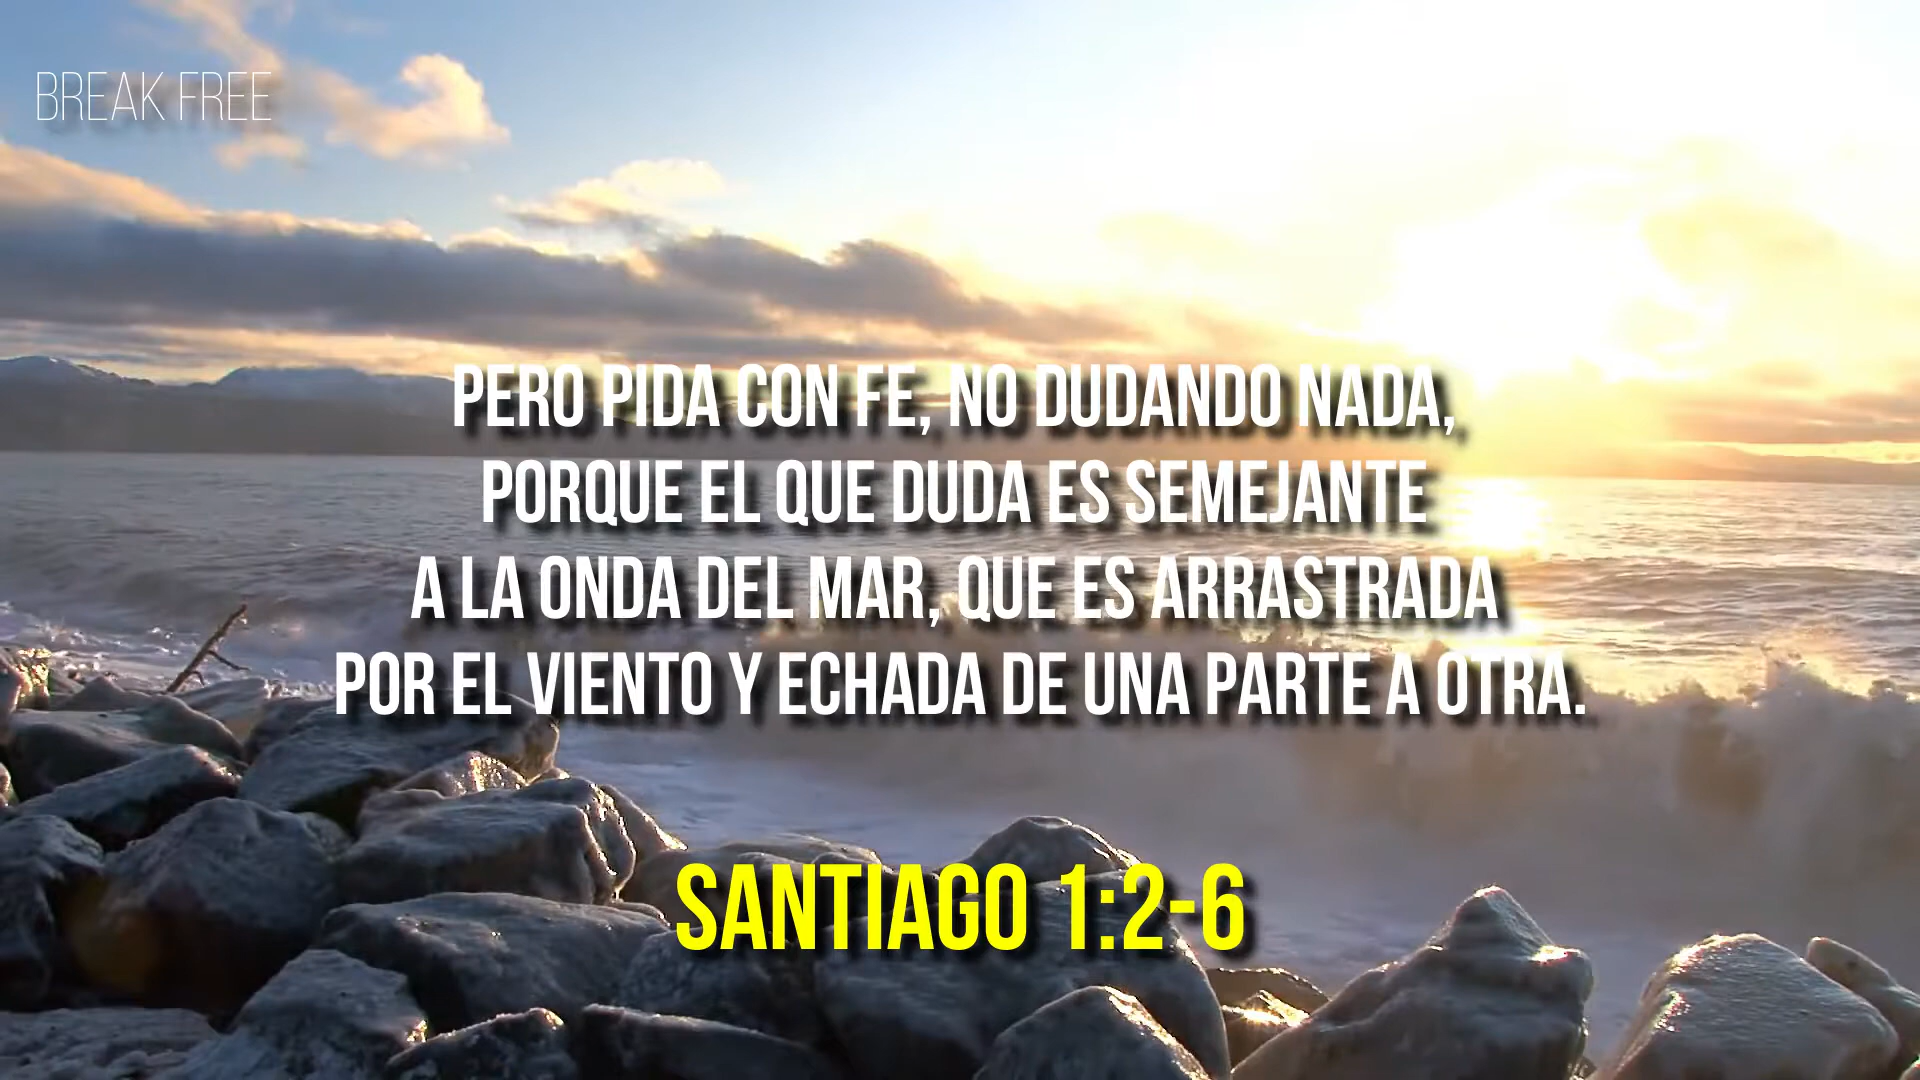 BREAK FREE
PERO PIDA CON FE, NO DUDANDO NADA,
PORQUE EL QUE DUDA ES SEMEJANTE
A LA ONDA DEL MAR, QUE ES ARRASTRADA
POR EL VIENTO Y ECHADA DE UNA PARTE A OTRA.
SANTIAGO 1:2-6